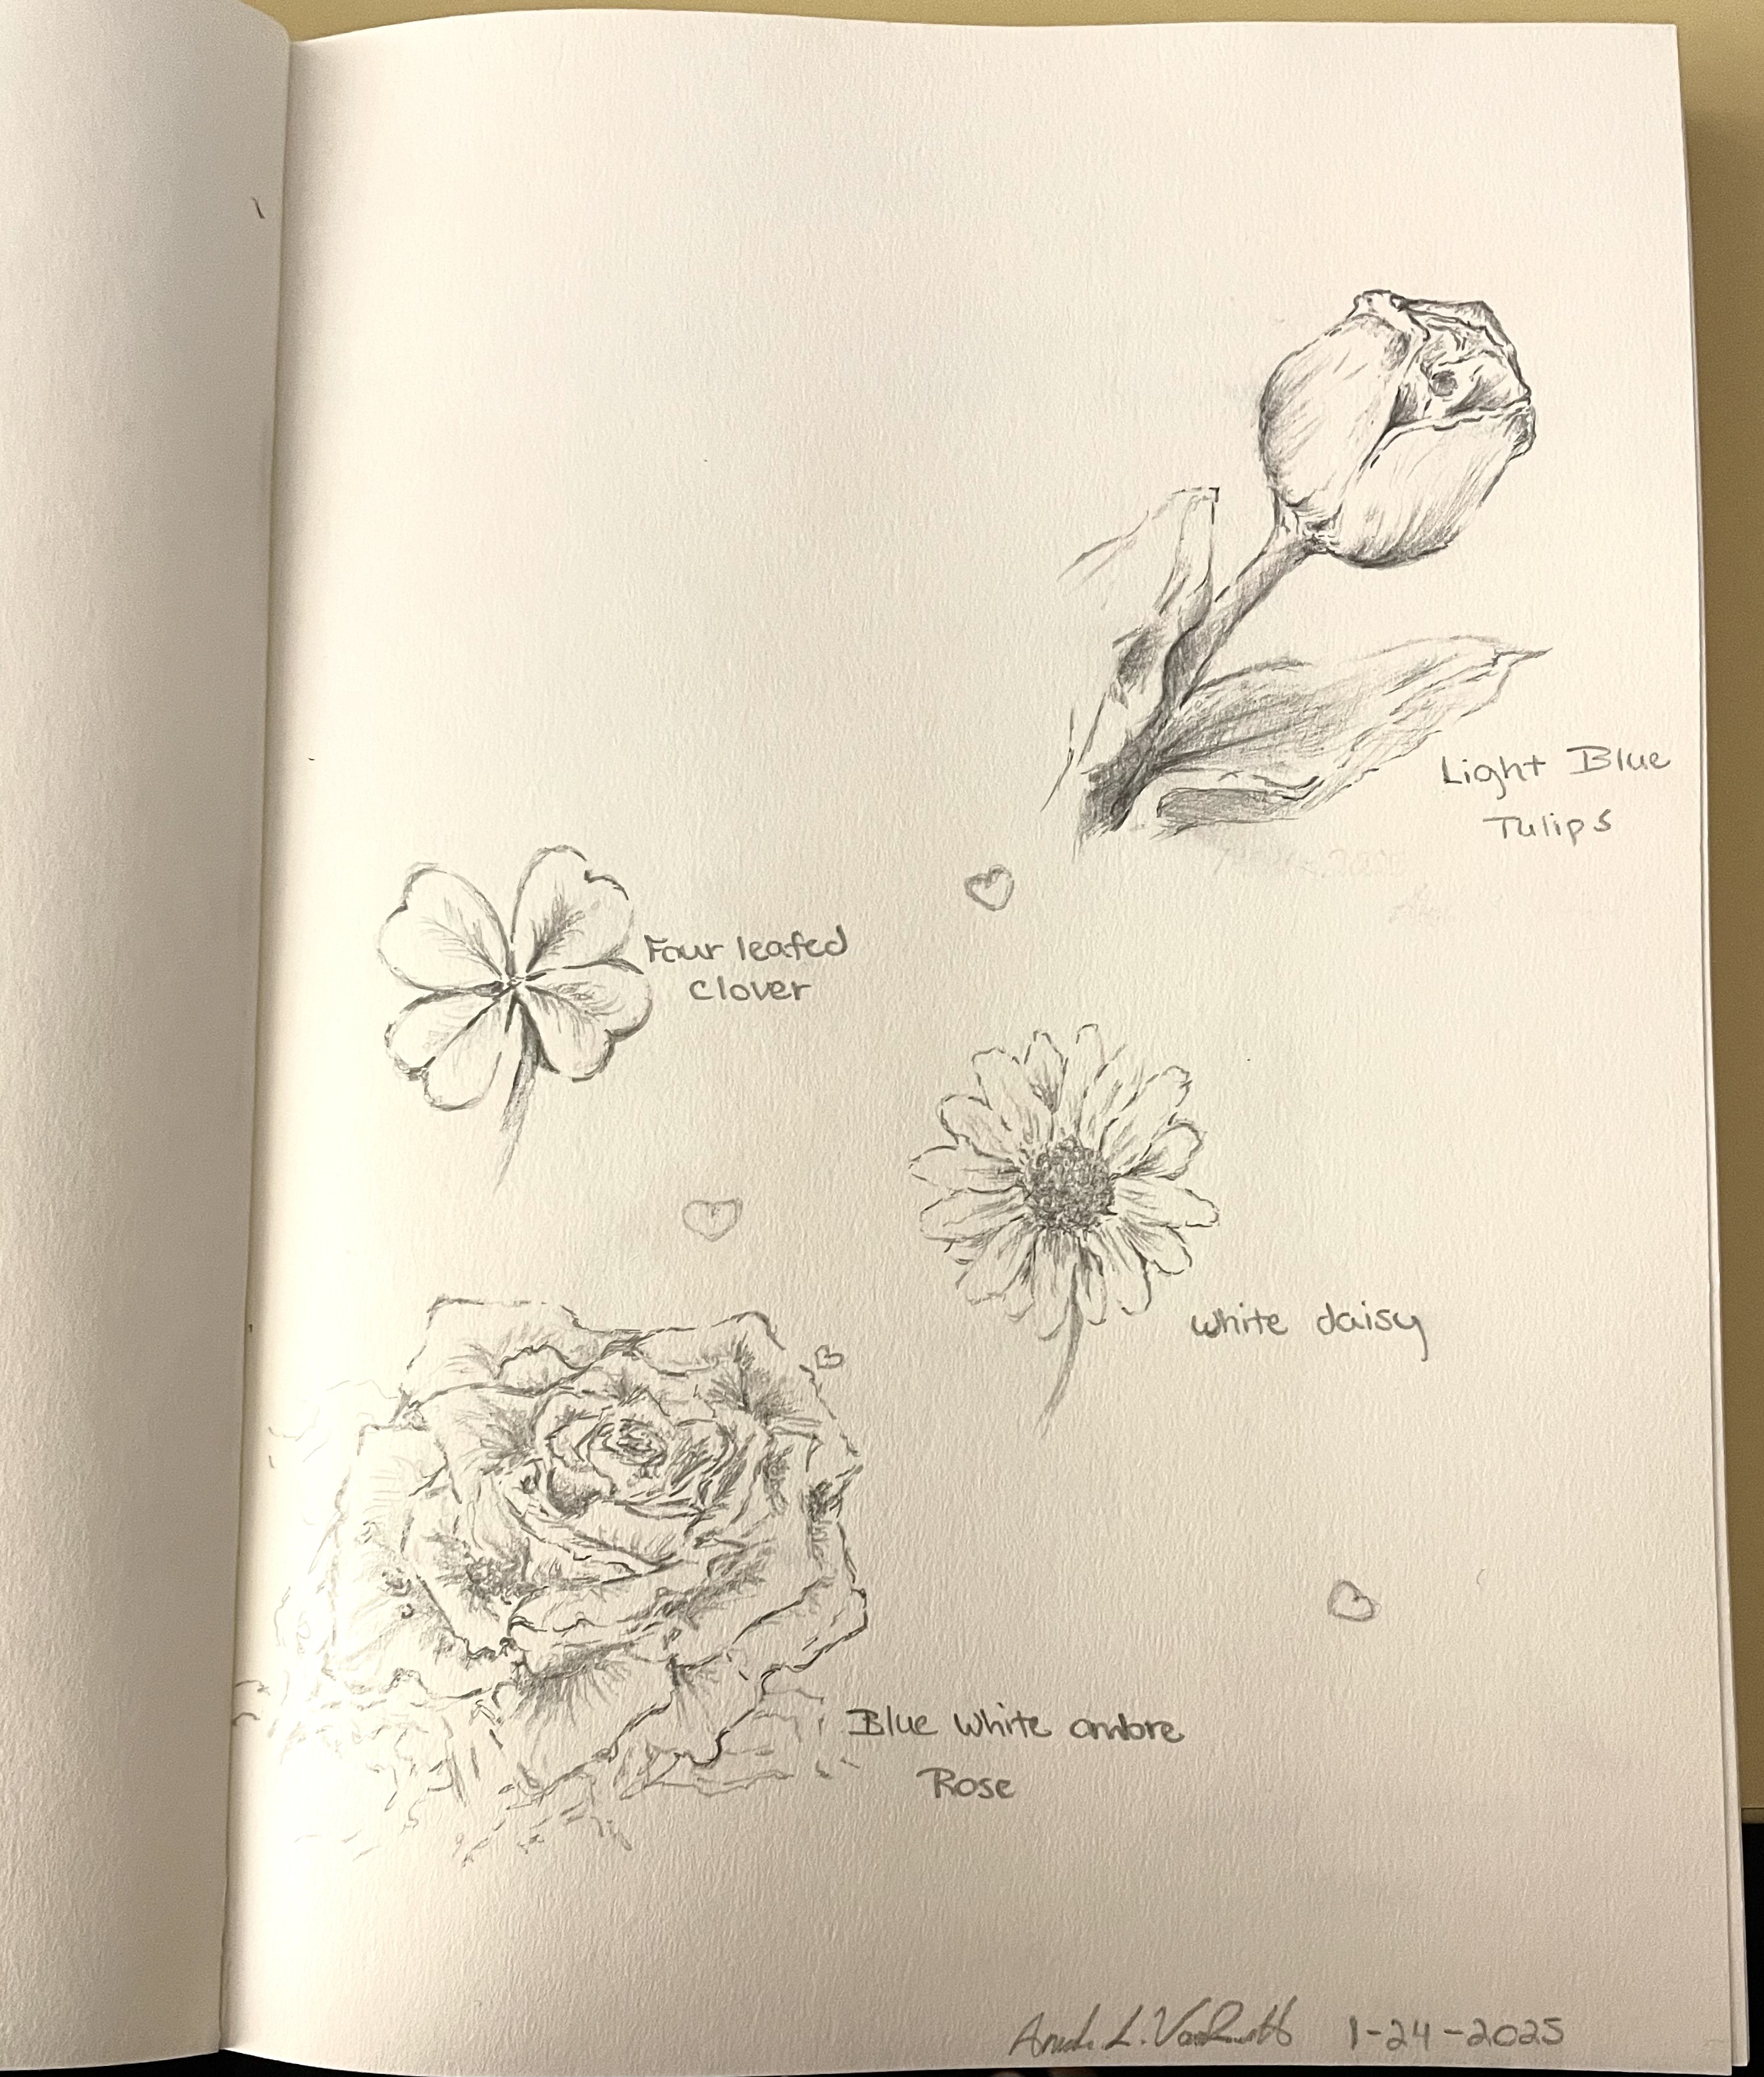 Light Blue
Tulips
Four leafed
clover
white daisy
Blue white ombre
Rose
L. 1-24-2025